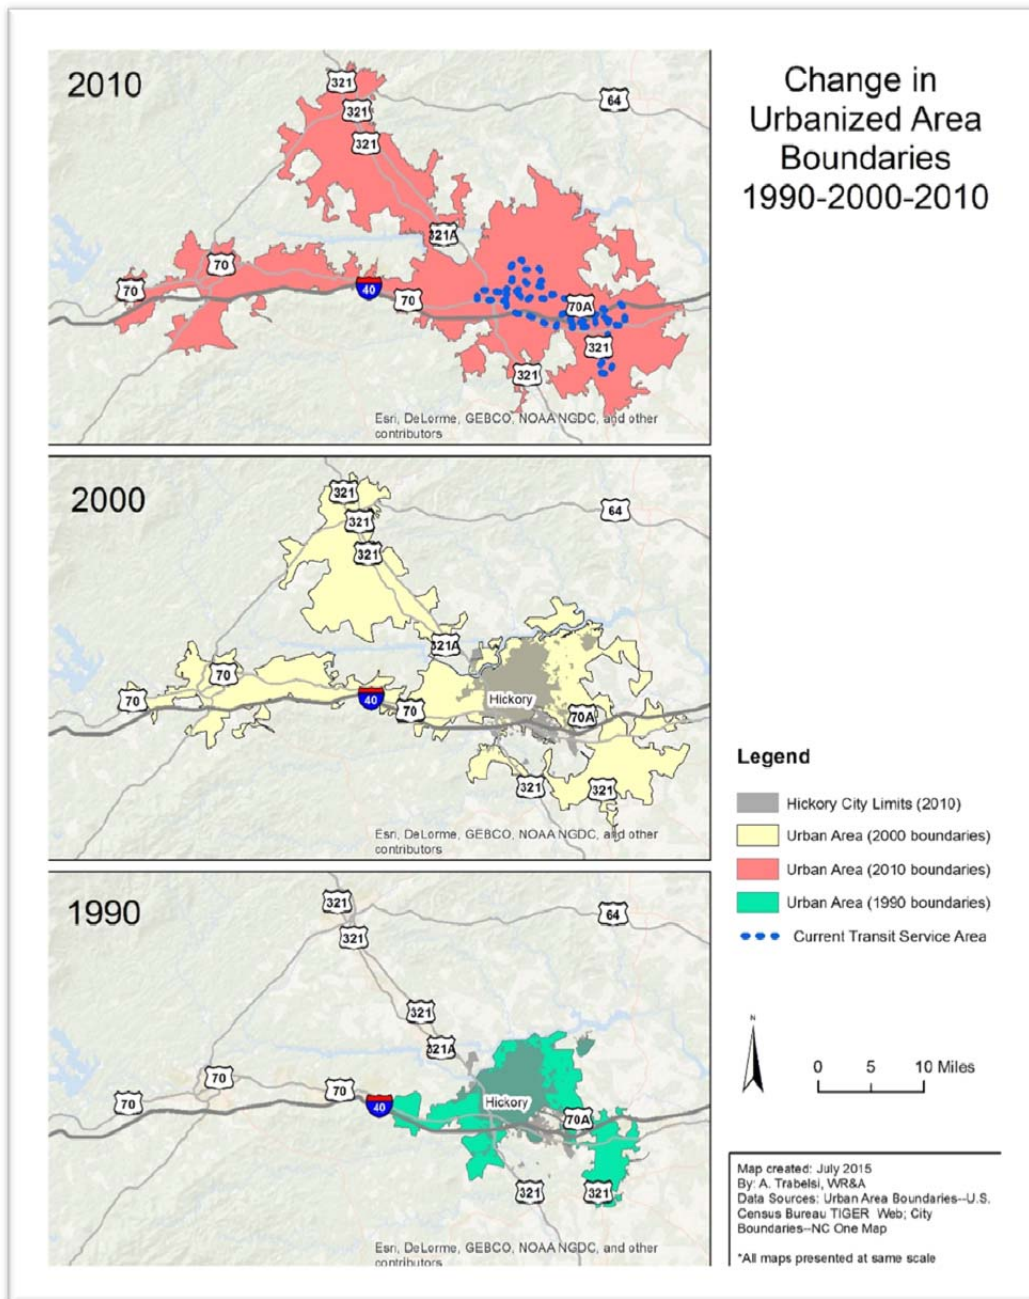 2010
321
321
321
64
321A
70
70
40
70
70A
321
321
Esri, DeLorme, GEBCO, NOAA NGDC, and other
contributors
Change in
Urbanized Area
Boundaries
1990-2000-2010
2000
321
321
321
64
321A
70
70
40
70
Hickory
70A
321
321
Esri, DeLorme, GEBCO, NOAA NGDC, and other
contributors
1990
321
321
64
321
321A
70
70
70
40
Hickory
70A
321
321
Esri, DeLorme, GEBCO, NOAA NGDC, and other
contributors
Legend
Hickory City Limits (2010)
Urban Area (2000 boundaries)
Urban Area (2010 boundaries)
Urban Area (1990 boundaries)
Current Transit Service Area
N
0 5 10 Miles
Map created: July 2015
By: A. Trabelsi, WR&A
Data Sources: Urban Area Boundaries--U.S.
Census Bureau TIGER Web; City
Boundaries--NC One Map
*All maps presented at same scale